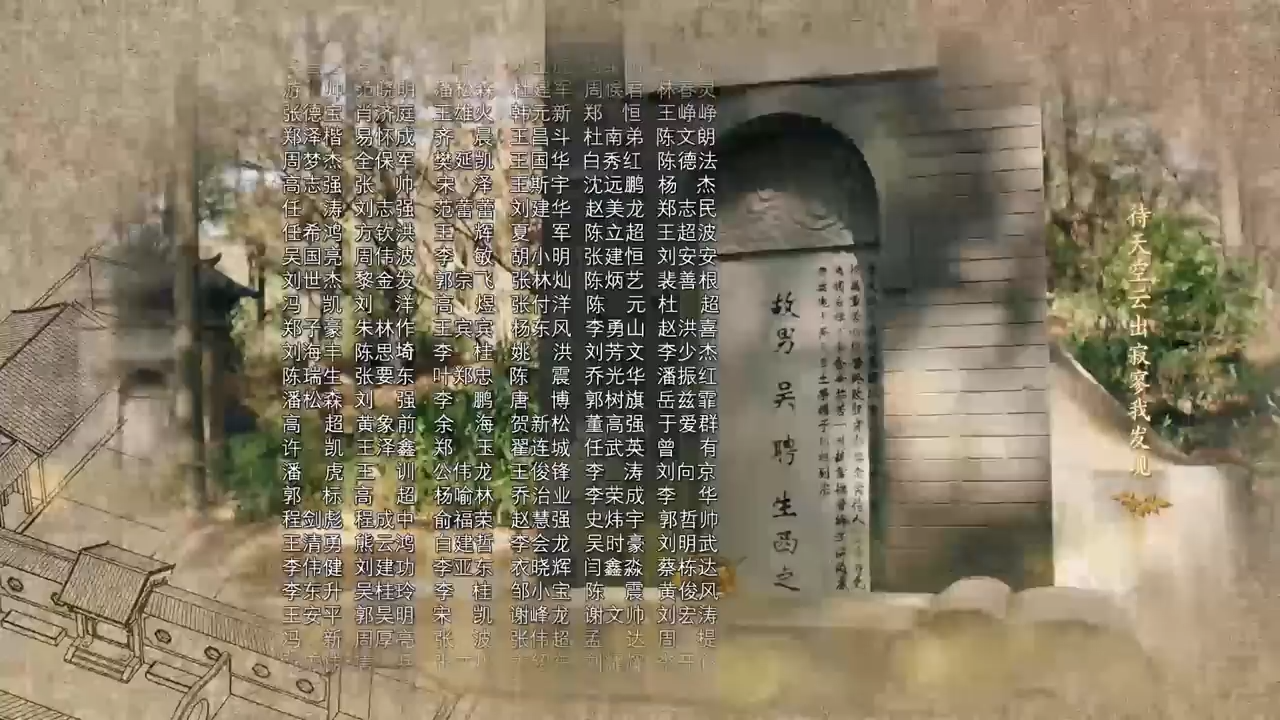 张德宝 肖济庭 王雄火 韩元新 郑恒 王峥峥
郑泽楷 易怀成 齐晨 王昌斗 杜南弟 陈文朗
周梦杰 全保军 樊延凯 王国华 白秀红 陈德法
高志强 张帅 宋泽 王斯宇 沈远鹏 杨杰
任涛 刘志强 范蕾蕾 刘建华 赵美龙 郑志民
任希鸿 方钦洪 王辉 夏军 陈立超 王超波
吴国亮 周伟波 李敏 胡小明 张建恒 刘安安
刘世杰 黎金发 郭宗飞 张林灿 陈炳艺 裴善根
冯凯 刘洋 高煜 张付洋 陈元 杜超
郑子豪 朱林作 王宾宾 杨东风 李勇山 赵洪喜
刘海丰 陈思埼 李桂 姚洪 刘芳文 李少杰
陈瑞生 张要东 叶郑忠 陈震 乔光华 潘振红
潘松森 刘强 李鹏 唐博 郭树旗 岳兹霏
高超 黄象前 余海 贺新松 董高强 于爱群
许凯 王泽鑫 郑玉 翟连城 任武英 曾有
潘虎 王训 公伟龙 王俊锋 李涛 刘向京
郭标 高超 杨喻林 乔治业 李荣成 李华
程剑彪 程成中 俞福荣 赵慧强 史炜宇 郭哲帅
王清勇 熊云鸿 白建哲 李会龙 吴时豪 刘明武
李伟健 刘建功 李亚东 衣晓辉 闫鑫淼 蔡栋达
李东升 吴桂玲 李桂 邹小宝 陈震 黄俊风
王安平 郭吴明 宋凯 谢峰龙 谢文帅 刘宏涛
冯新 周厚亮 张波 张伟超 孟达 周堤
故男吴聘生西之
待天空云出寂寥我发见